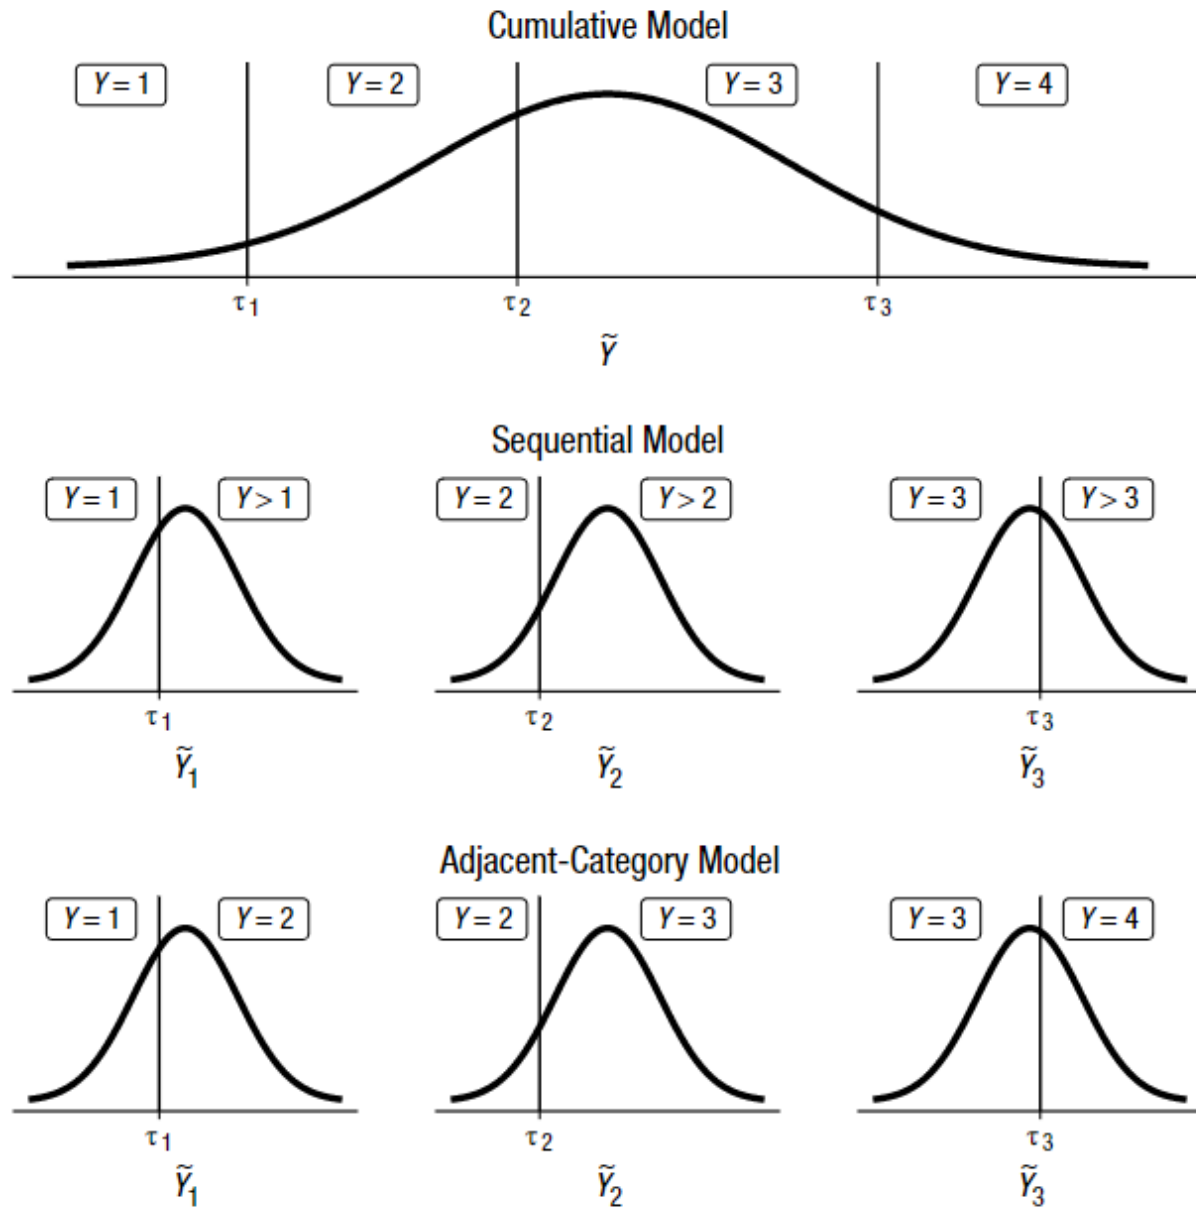 Cumulative Model
Y = 1 Y = 2 Y = 3 Y = 4
τ1 τ2 τ3
Ỹ
Sequential Model
Y = 1 Y > 1 Y = 2 Y > 2 Y = 3 Y > 3
τ1 τ2 τ3
Ỹ1 Ỹ2 Ỹ3
Adjacent-Category Model
Y = 1 Y = 2 Y = 2 Y = 3 Y = 3 Y = 4
τ1 τ2 τ3
Ỹ1 Ỹ2 Ỹ3